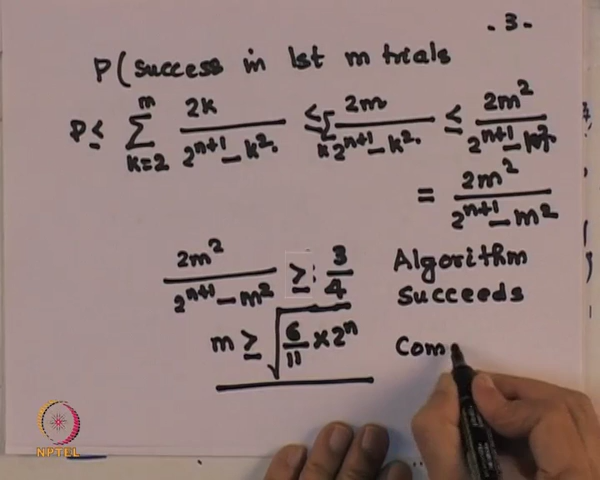 - 3 -
P ( success in 1st m trials
P ≤ ∑_{k=2}^{m} 2k / (2^{n+1} - k^2) ≤ ∑_k 2m / (2^{n+1} - k^2) ≤ 2m^2 / (2^{n+1} - m^2)
= 2m^2 / (2^{n+1} - m^2)
2m^2 / (2^{n+1} - m^2) ≥ : 3/4 Algorithm
succeeds
m ≥ √(6/11 × 2^n) Com
NPTEL